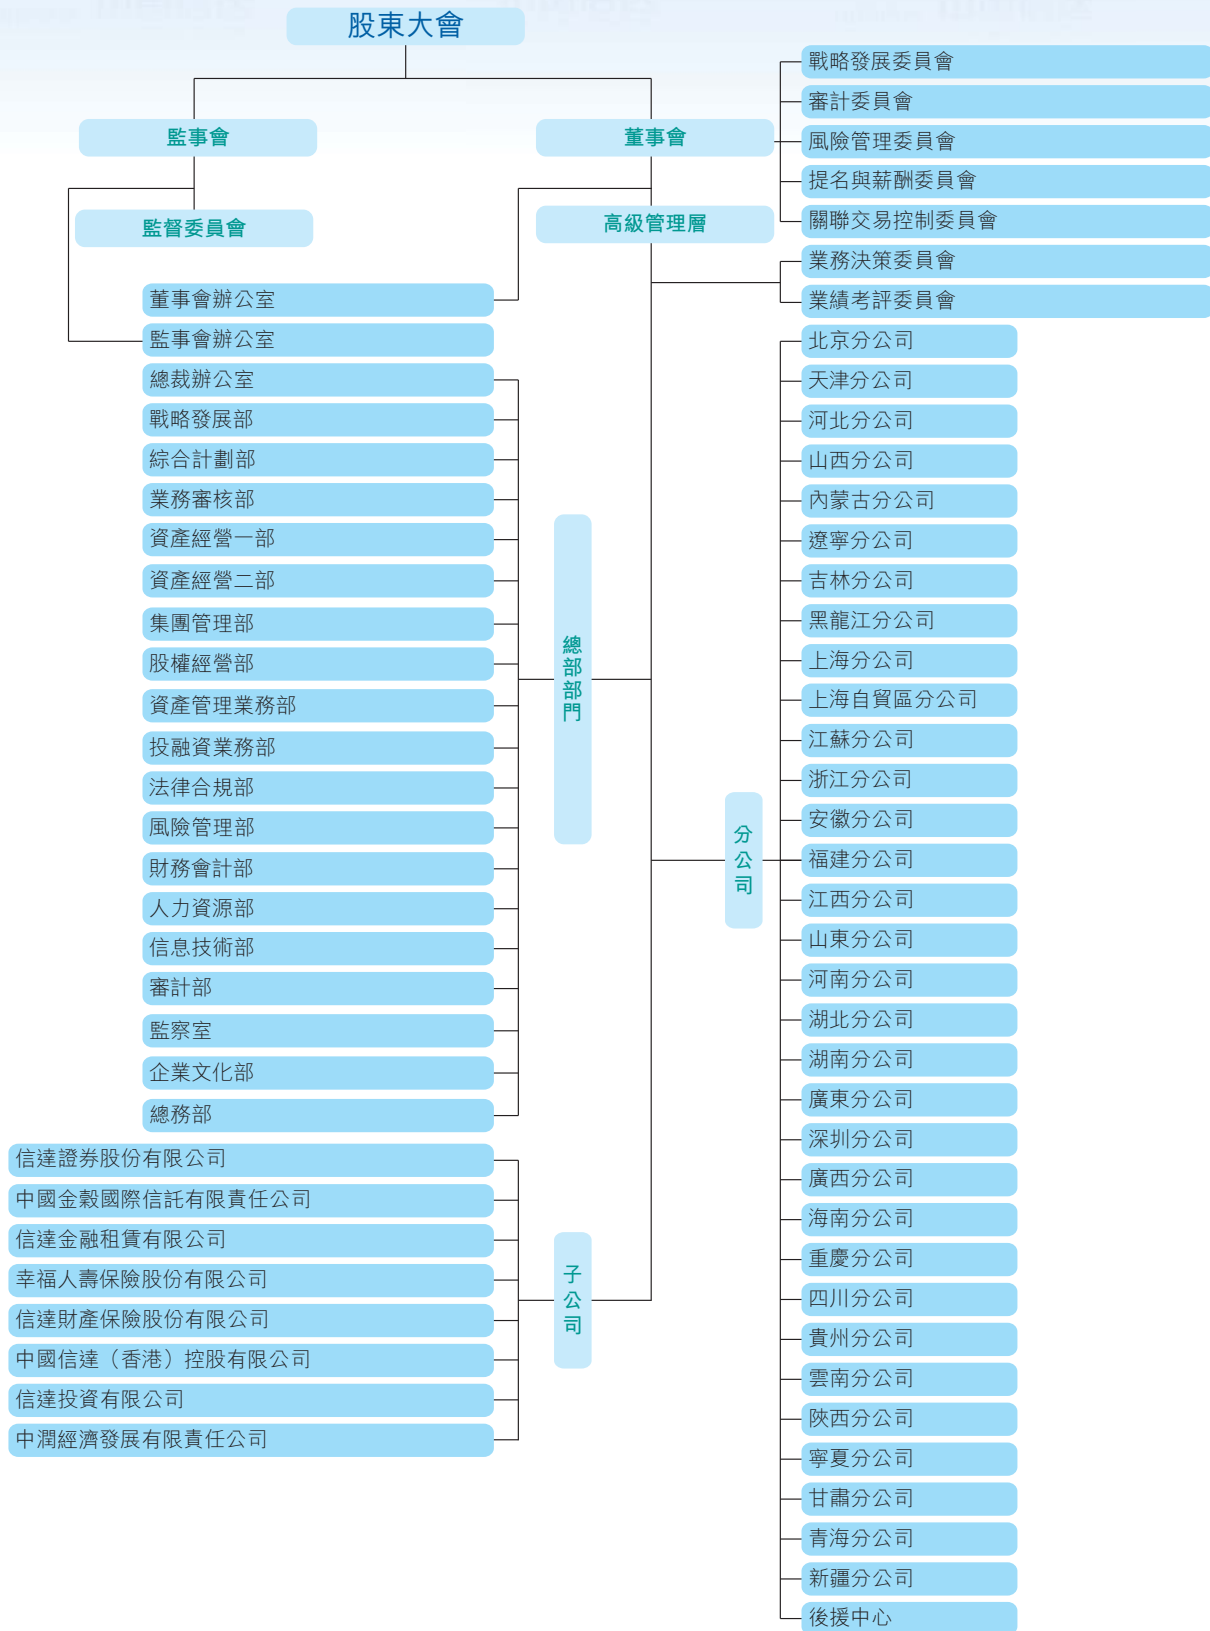 股東大會
監事會
董事會
監督委員會
高級管理層
戰略發展委員會
審計委員會
風險管理委員會
提名與薪酬委員會
關聯交易控制委員會
業務決策委員會
業績考評委員會
董事會辦公室
監事會辦公室
總裁辦公室
戰略發展部
綜合計劃部
業務審核部
資產經營一部
資產經營二部
集團管理部
股權經營部
資產管理業務部
投融資業務部
法律合規部
風險管理部
財務會計部
人力資源部
信息技術部
審計部
監察室
企業文化部
總務部
總部部門
信達證券股份有限公司
中國金穀國際信託有限責任公司
信達金融租賃有限公司
幸福人壽保險股份有限公司
信達財產保險股份有限公司
中國信達（香港）控股有限公司
信達投資有限公司
中潤經濟發展有限責任公司
子公司
分公司
北京分公司
天津分公司
河北分公司
山西分公司
內蒙古分公司
遼寧分公司
吉林分公司
黑龍江分公司
上海分公司
上海自貿區分公司
江蘇分公司
浙江分公司
安徽分公司
福建分公司
江西分公司
山東分公司
河南分公司
湖北分公司
湖南分公司
廣東分公司
深圳分公司
廣西分公司
海南分公司
重慶分公司
四川分公司
貴州分公司
雲南分公司
陝西分公司
寧夏分公司
甘肅分公司
青海分公司
新疆分公司
後援中心